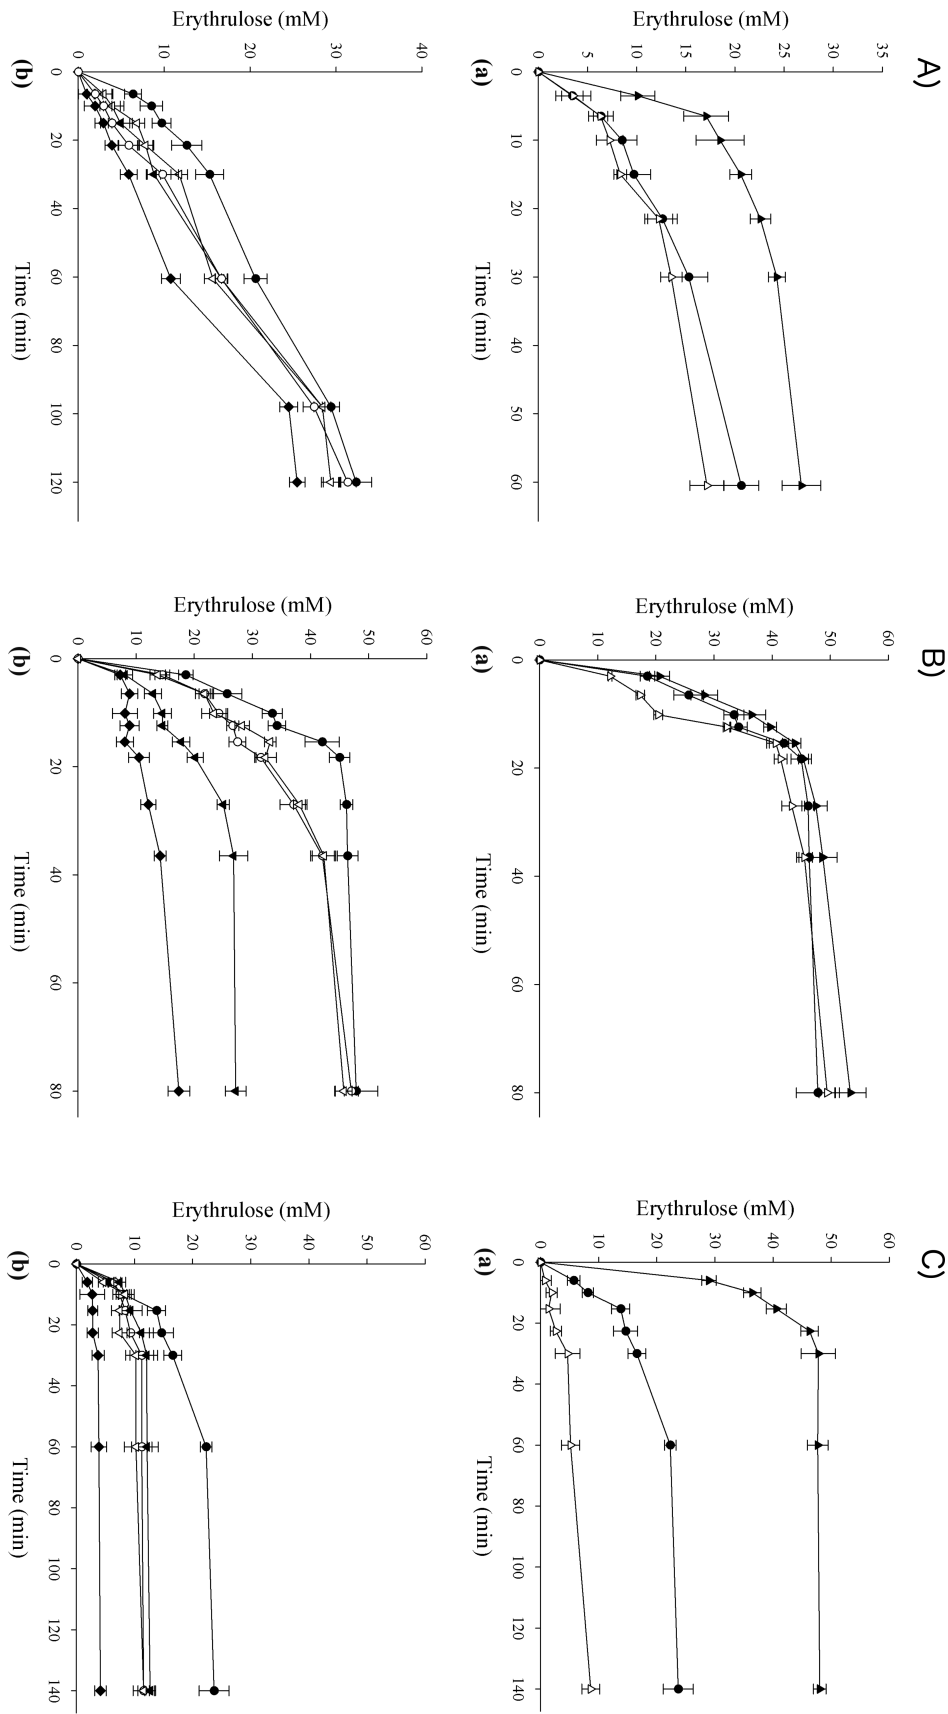 A)
Erythrulose (mM)
35
30
25
20
15
10
5
0
0 10 20 30 40 50 60
Time (min)
(a)
Erythrulose (mM)
40
30
20
10
0
0 20 40 60 80 100 120
Time (min)
(b)
B)
Erythrulose (mM)
60
50
40
30
20
10
0
0 20 40 60 80
Time (min)
(a)
Erythrulose (mM)
60
50
40
30
20
10
0
0 20 40 60 80
Time (min)
(b)
C)
Erythrulose (mM)
60
50
40
30
20
10
0
0 20 40 60 80 100 120 140
Time (min)
(a)
Erythrulose (mM)
60
50
40
30
20
10
0
0 20 40 60 80 100 120 140
Time (min)
(b)